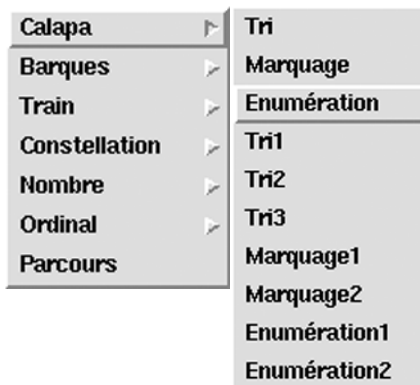 Calapa
Barques
Train
Constellation
Nombre
Ordinal
Parcours
Tri
Marquage
Enumération
Tri1
Tri2
Tri3
Marquage1
Marquage2
Enumération1
Enumération2